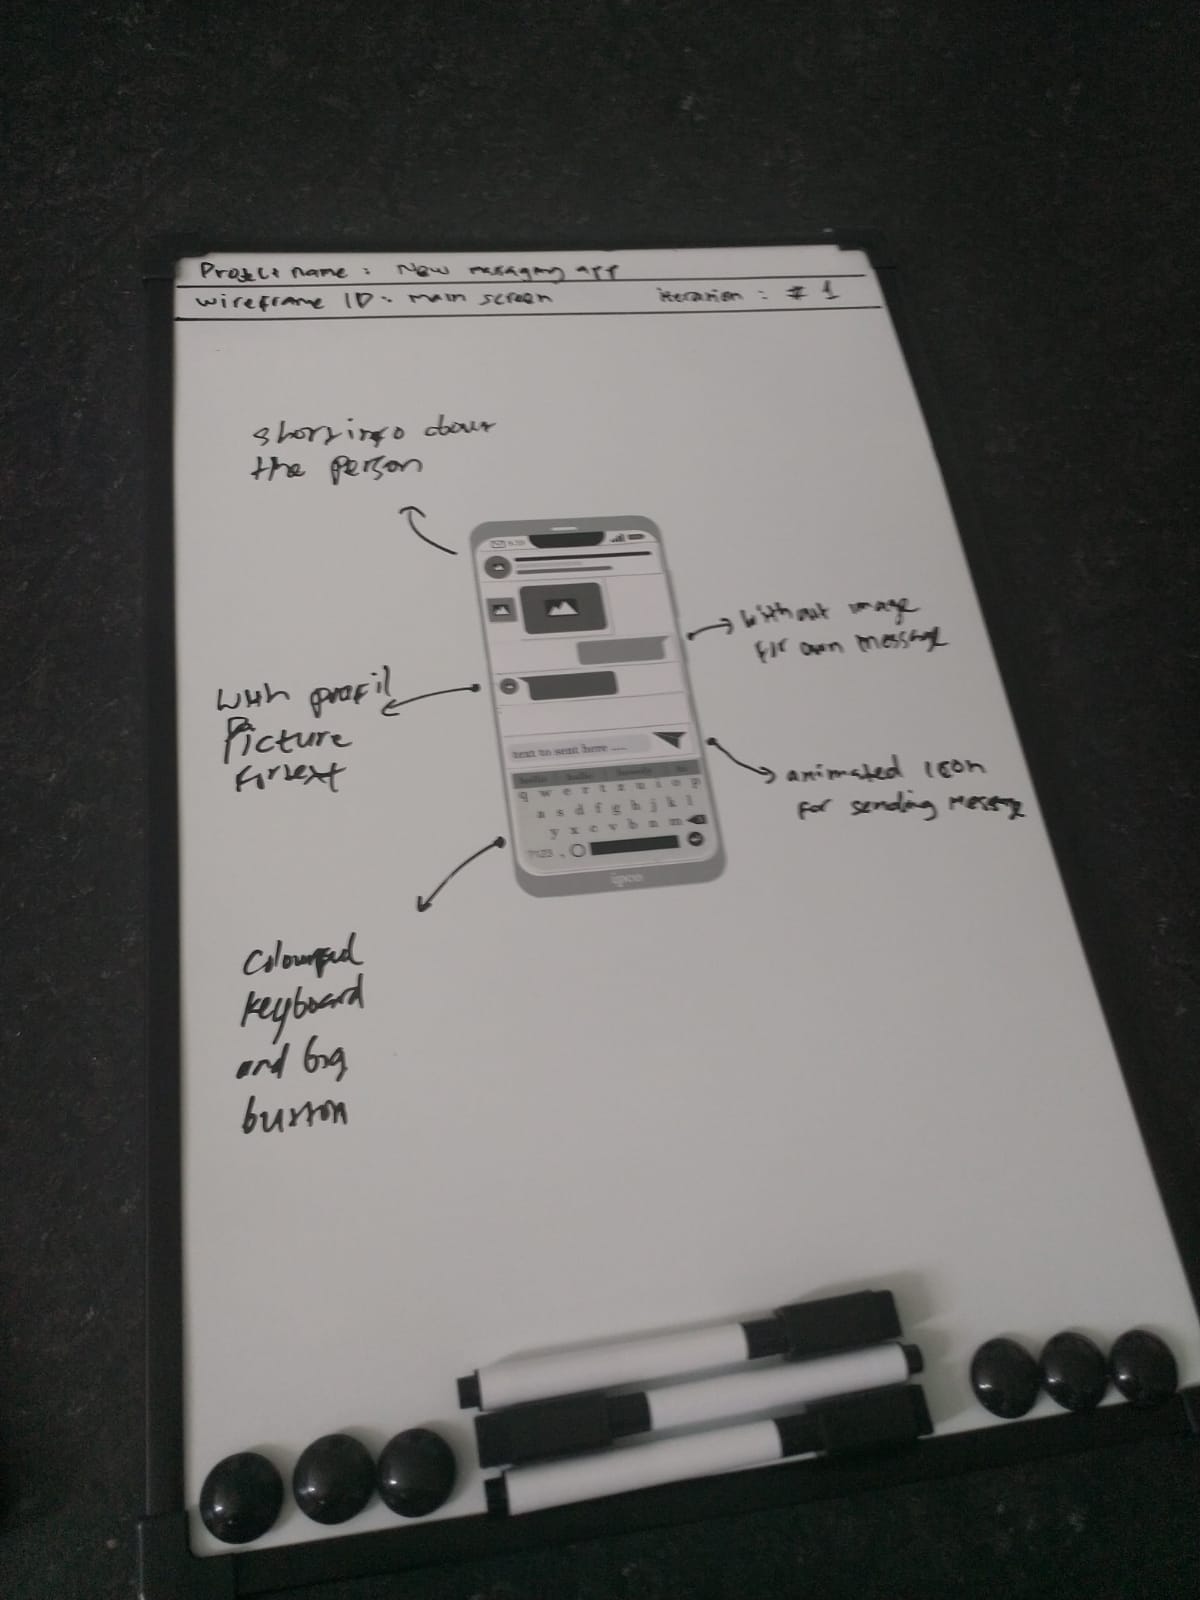 Project name : New messaging app
wireframe ID : main screen iteration : # 1
short info about
the person
without image
for own message
With profil
Picture
for text
animated icon
for sending Message
text to sent here ....
q w e r t z u i o p
a s d f g h j k l
y x c v b n m
?123 ,
ipco
Coloured
keyboard
and big
button